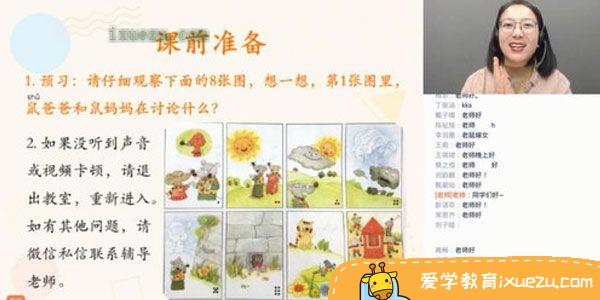 ixuezu.com
课前准备
1. 预习：请仔细观察下面的8张图，想一想，第1张图里，
shǔ
鼠爸爸和鼠妈妈在讨论什么？
2. 如果没听到声音
或视频卡顿，请退
出教室，重新进入。
如有其他问题，请
微信私信联系辅导
老师。
老师好。
kka
老师好
老师 h
老鼠嫁女
老师好
老师晚上好
老师 好
老师好！
老师好
[老师]老师：同学们好~
老师好！
老师好
老师好
爱学教育ixuezu.com